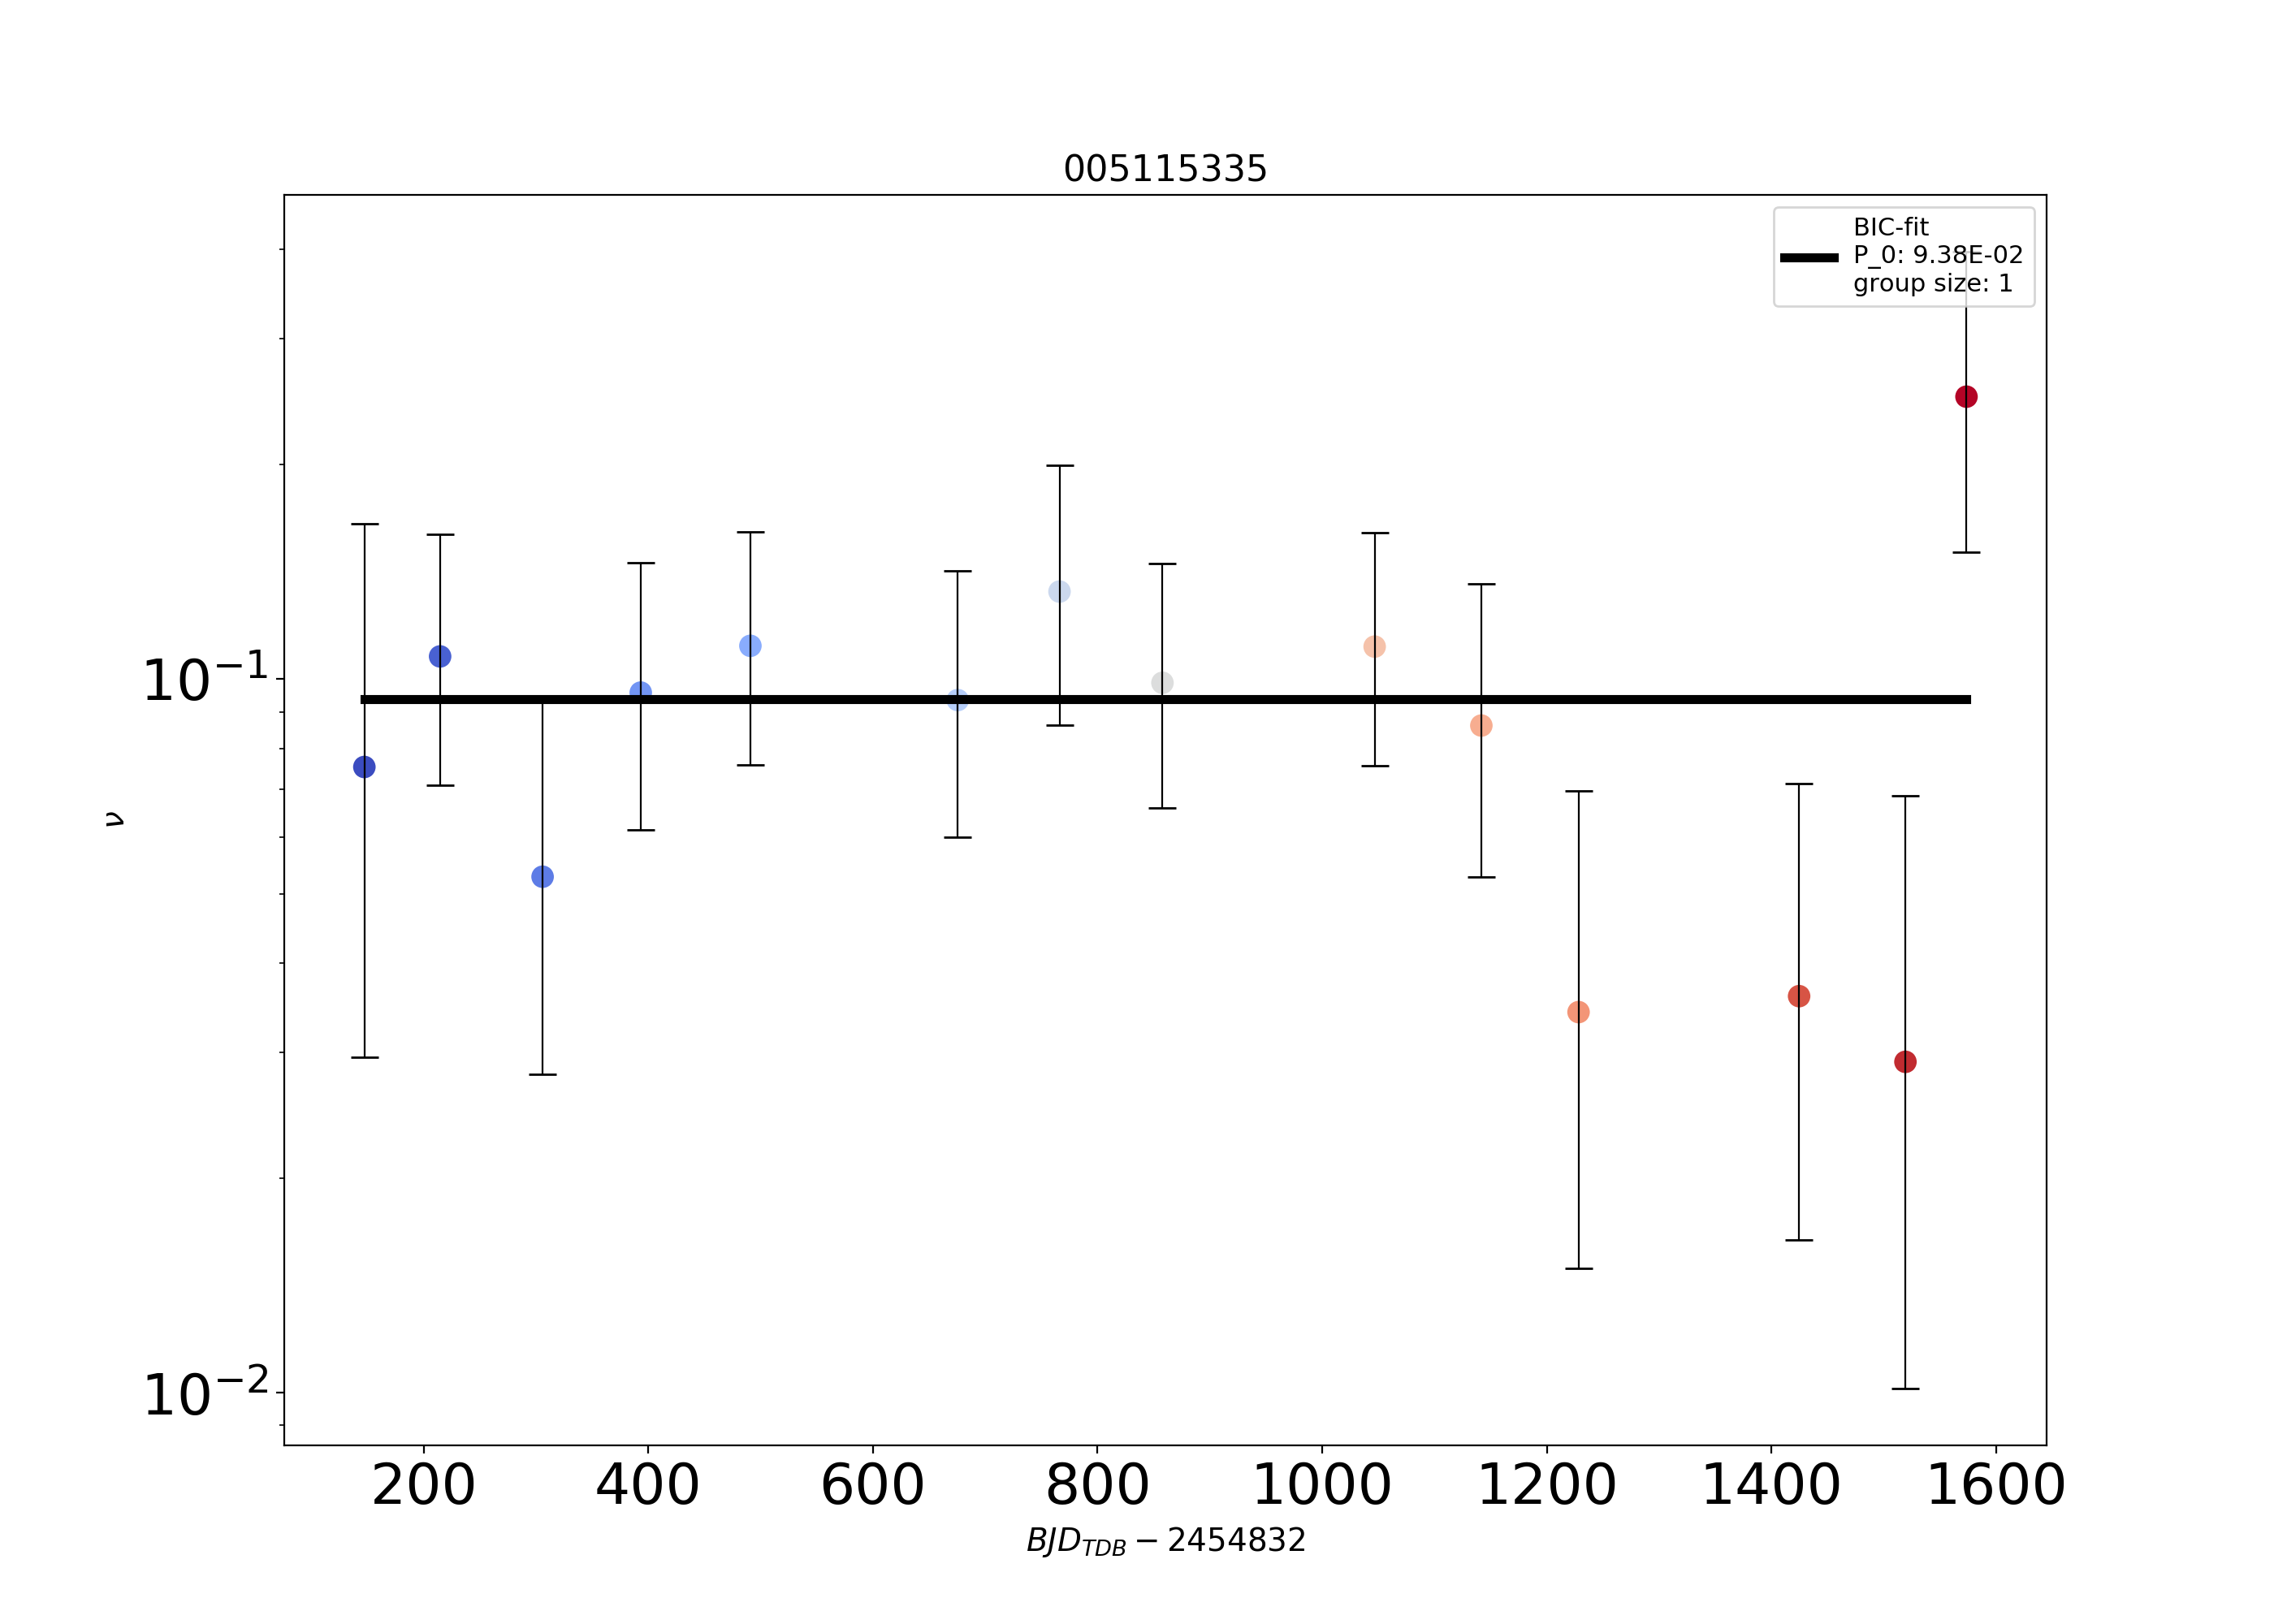 005115335
BIC-fit
P_0: 9.38E-02
group size: 1
10⁻¹
ν
10⁻²
200 400 600 800 1000 1200 1400 1600
BJD_TDB − 2454832